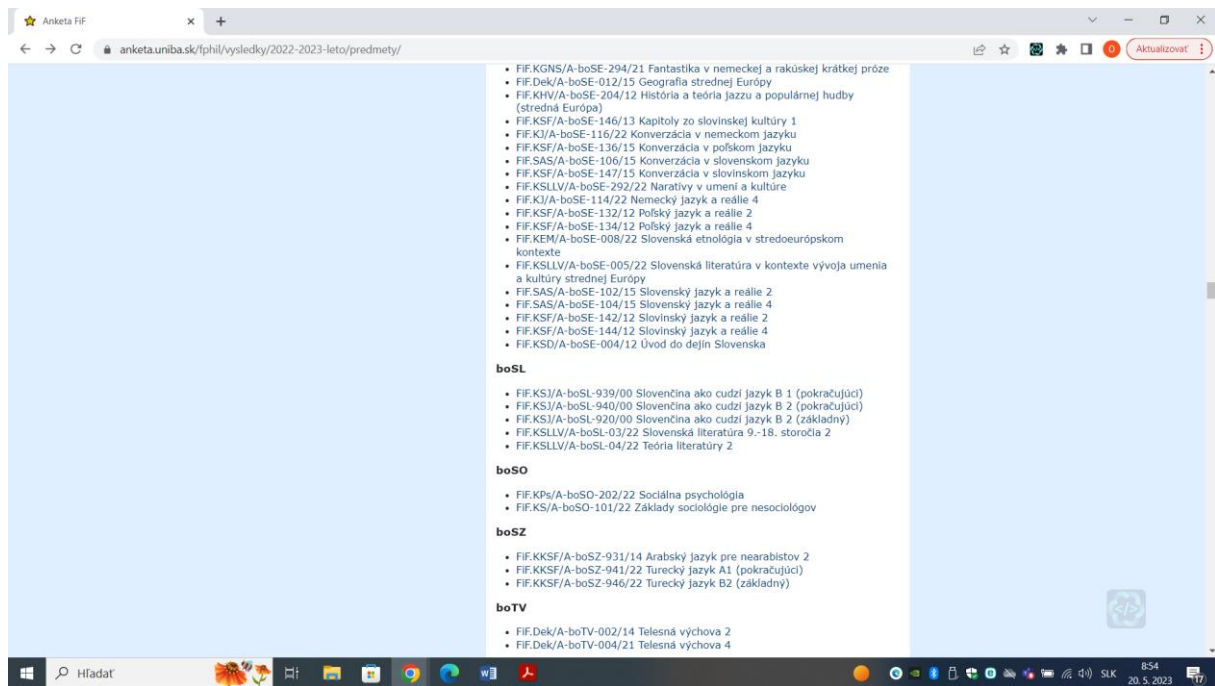 Anketa FiF
anketa.uniba.sk/fphil/vysledky/2022-2023-leto/predmety/
Aktualizovať
FiF.KGNS/A-boSE-294/21 Fantastika v nemeckej a rakúskej krátkej próze
FiF.Dek/A-boSE-012/15 Geografia strednej Európy
FiF.KHV/A-boSE-204/12 História a teória jazzu a populárnej hudby
(stredná Európa)
FiF.KSF/A-boSE-146/13 Kapitoly zo slovinskej kultúry 1
FiF.KJ/A-boSE-116/22 Konverzácia v nemeckom jazyku
FiF.KSF/A-boSE-136/15 Konverzácia v poľskom jazyku
FiF.SAS/A-boSE-106/15 Konverzácia v slovenskom jazyku
FiF.KSF/A-boSE-147/15 Konverzácia v slovinskom jazyku
FiF.KSLLV/A-boSE-292/22 Naratívy v umení a kultúre
FiF.KJ/A-boSE-114/22 Nemecký jazyk a reálie 4
FiF.KSF/A-boSE-132/12 Poľský jazyk a reálie 2
FiF.KSF/A-boSE-134/12 Poľský jazyk a reálie 4
FiF.KEM/A-boSE-008/22 Slovenská etnológia v stredoeurópskom
kontexte
FiF.KSLLV/A-boSE-005/22 Slovenská literatúra v kontexte vývoja umenia
a kultúry strednej Európy
FiF.SAS/A-boSE-102/15 Slovenský jazyk a reálie 2
FiF.SAS/A-boSE-104/15 Slovenský jazyk a reálie 4
FiF.KSF/A-boSE-142/12 Slovinský jazyk a reálie 2
FiF.KSF/A-boSE-144/12 Slovinský jazyk a reálie 4
FiF.KSD/A-boSE-004/12 Úvod do dejín Slovenska
boSL
FiF.KSJ/A-boSL-939/00 Slovenčina ako cudzí jazyk B 1 (pokračujúci)
FiF.KSJ/A-boSL-940/00 Slovenčina ako cudzí jazyk B 2 (pokračujúci)
FiF.KSJ/A-boSL-920/00 Slovenčina ako cudzí jazyk B 2 (základný)
FiF.KSLLV/A-boSL-03/22 Slovenská literatúra 9.-18. storočia 2
FiF.KSLLV/A-boSL-04/22 Teória literatúry 2
boSO
FiF.KPs/A-boSO-202/22 Sociálna psychológia
FiF.KS/A-boSO-101/22 Základy sociológie pre nesociológov
boSZ
FiF.KKSF/A-boSZ-931/14 Arabský jazyk pre nearabistov 2
FiF.KKSF/A-boSZ-941/22 Turecký jazyk A1 (pokračujúci)
FiF.KKSF/A-boSZ-946/22 Turecký jazyk B2 (základný)
boTV
FiF.Dek/A-boTV-002/14 Telesná výchova 2
FiF.Dek/A-boTV-004/21 Telesná výchova 4
Hľadať
SLK
8:54
20. 5. 2023
17